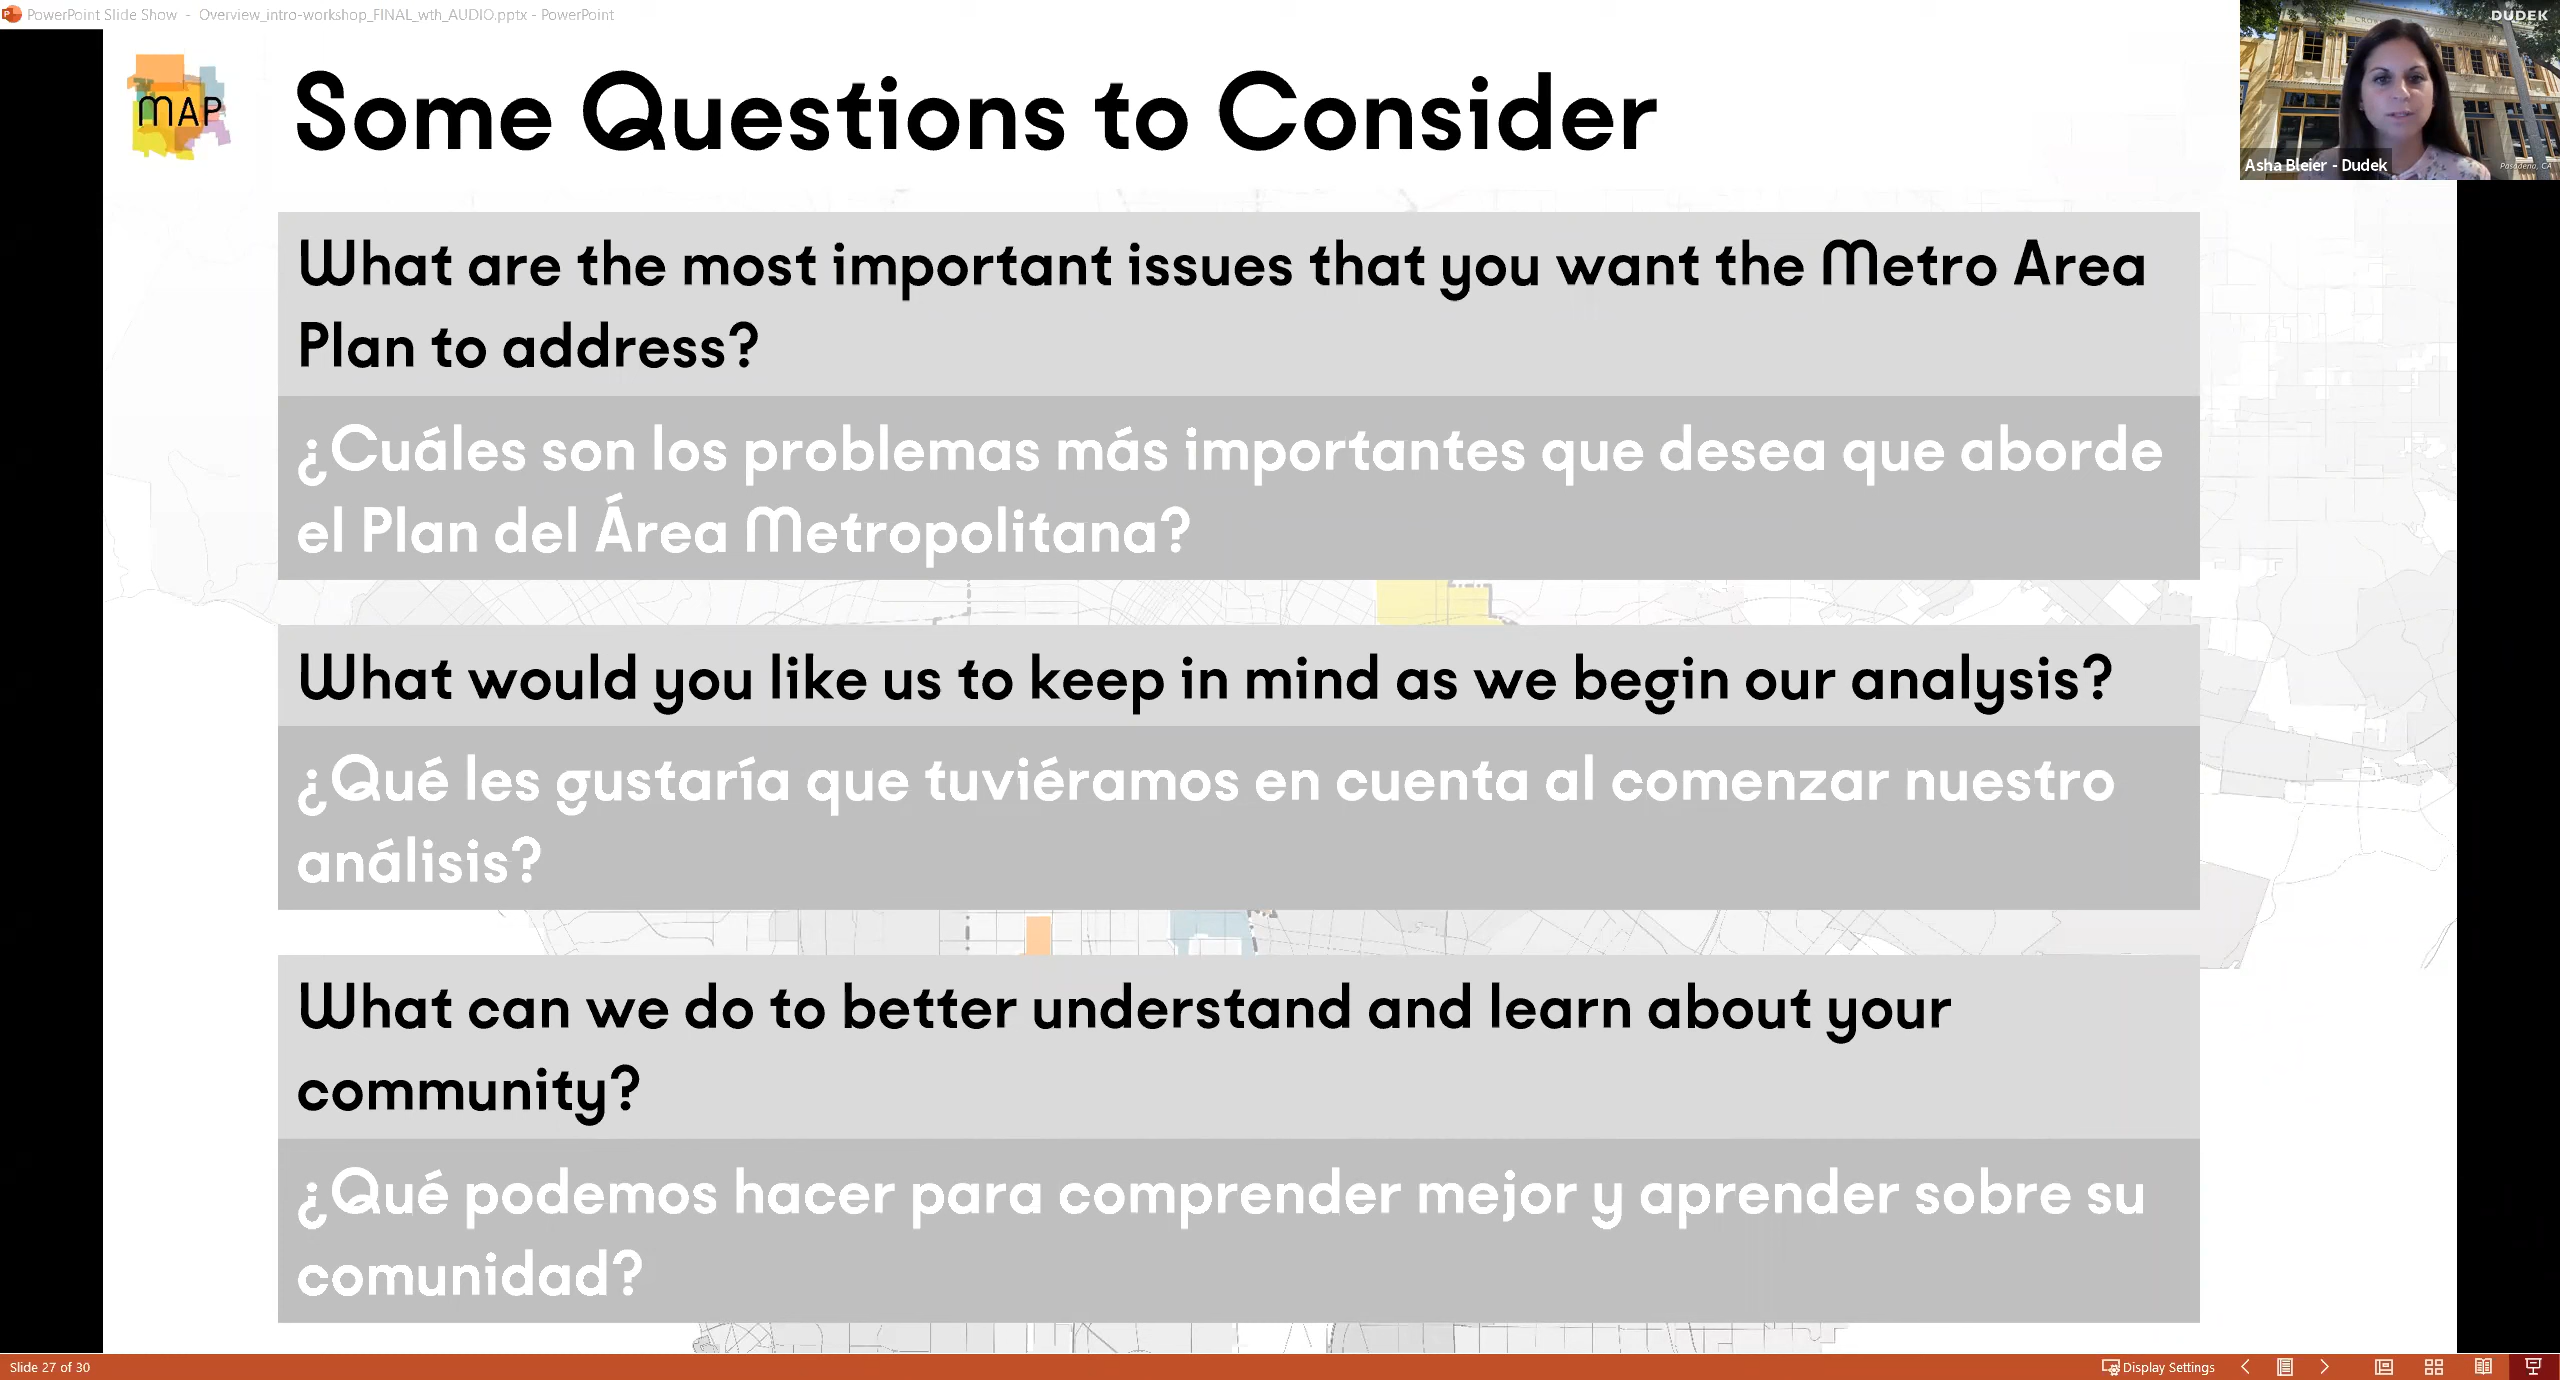 PowerPoint Slide Show - Overview_intro-workshop_FINAL_wth_AUDIO.pptx - PowerPoint
DUDEK
MAP
Some Questions to Consider
Asha Bleier - Dudek
Pasadena, CA
What are the most important issues that you want the Metro Area
Plan to address?
¿Cuáles son los problemas más importantes que desea que aborde
el Plan del Área Metropolitana?
What would you like us to keep in mind as we begin our analysis?
¿Qué les gustaría que tuviéramos en cuenta al comenzar nuestro
análisis?
What can we do to better understand and learn about your
community?
¿Qué podemos hacer para comprender mejor y aprender sobre su
comunidad?
Slide 27 of 30
Display Settings